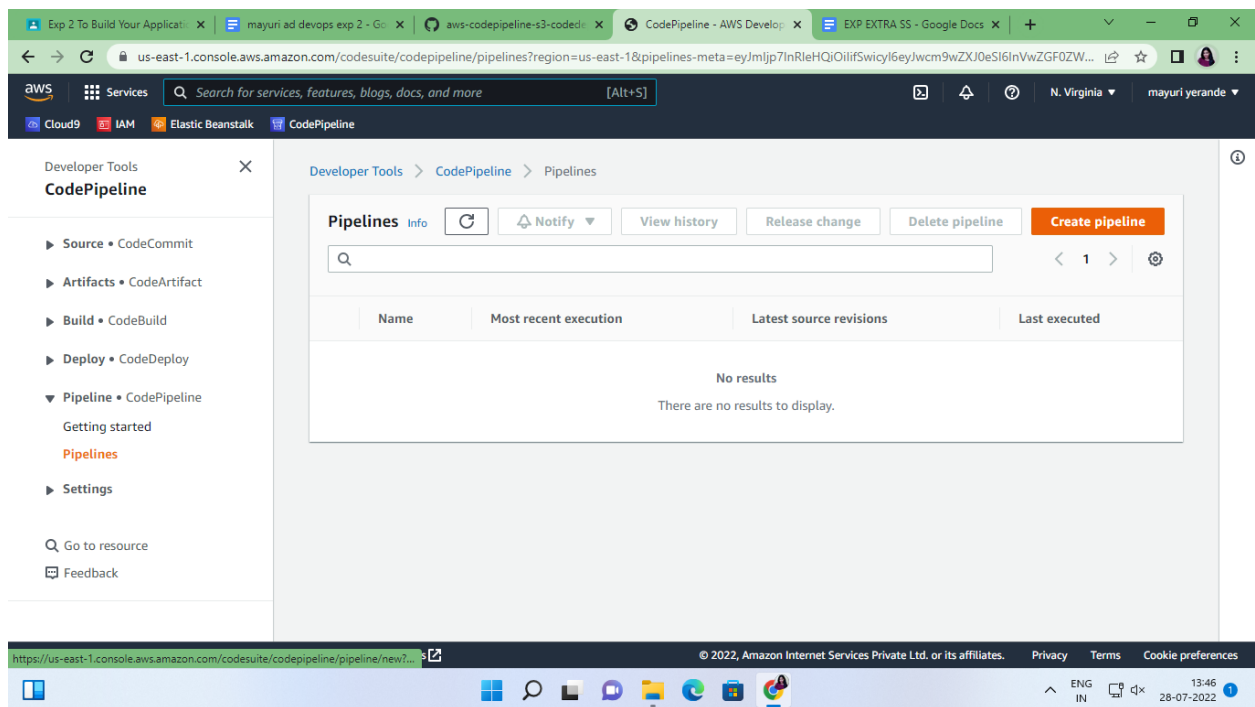 Exp 2 To Build Your Applicatic
mayuri ad devops exp 2 - Go
aws-codepipeline-s3-codede
CodePipeline - AWS Develop
EXP EXTRA SS - Google Docs
us-east-1.console.aws.amazon.com/codesuite/codepipeline/pipelines?region=us-east-1&pipelines-meta=eyJmIjp7InRleHQiOiIifSwicyI6eyJwcm9wZXJ0eSI6InVwZGF0ZW...
aws Services Search for services, features, blogs, docs, and more [Alt+S] N. Virginia ▼ mayuri yerande ▼
Cloud9 IAM Elastic Beanstalk CodePipeline
Developer Tools
CodePipeline
Source • CodeCommit
Artifacts • CodeArtifact
Build • CodeBuild
Deploy • CodeDeploy
Pipeline • CodePipeline
Getting started
Pipelines
Settings
Go to resource
Feedback
Developer Tools > CodePipeline > Pipelines
Pipelines Info Notify ▼ View history Release change Delete pipeline Create pipeline
< 1 >
Name Most recent execution Latest source revisions Last executed
No results
There are no results to display.
https://us-east-1.console.aws.amazon.com/codesuite/codepipeline/pipeline/new?...
© 2022, Amazon Internet Services Private Ltd. or its affiliates. Privacy Terms Cookie preferences
ENG
IN
13:46
28-07-2022
1